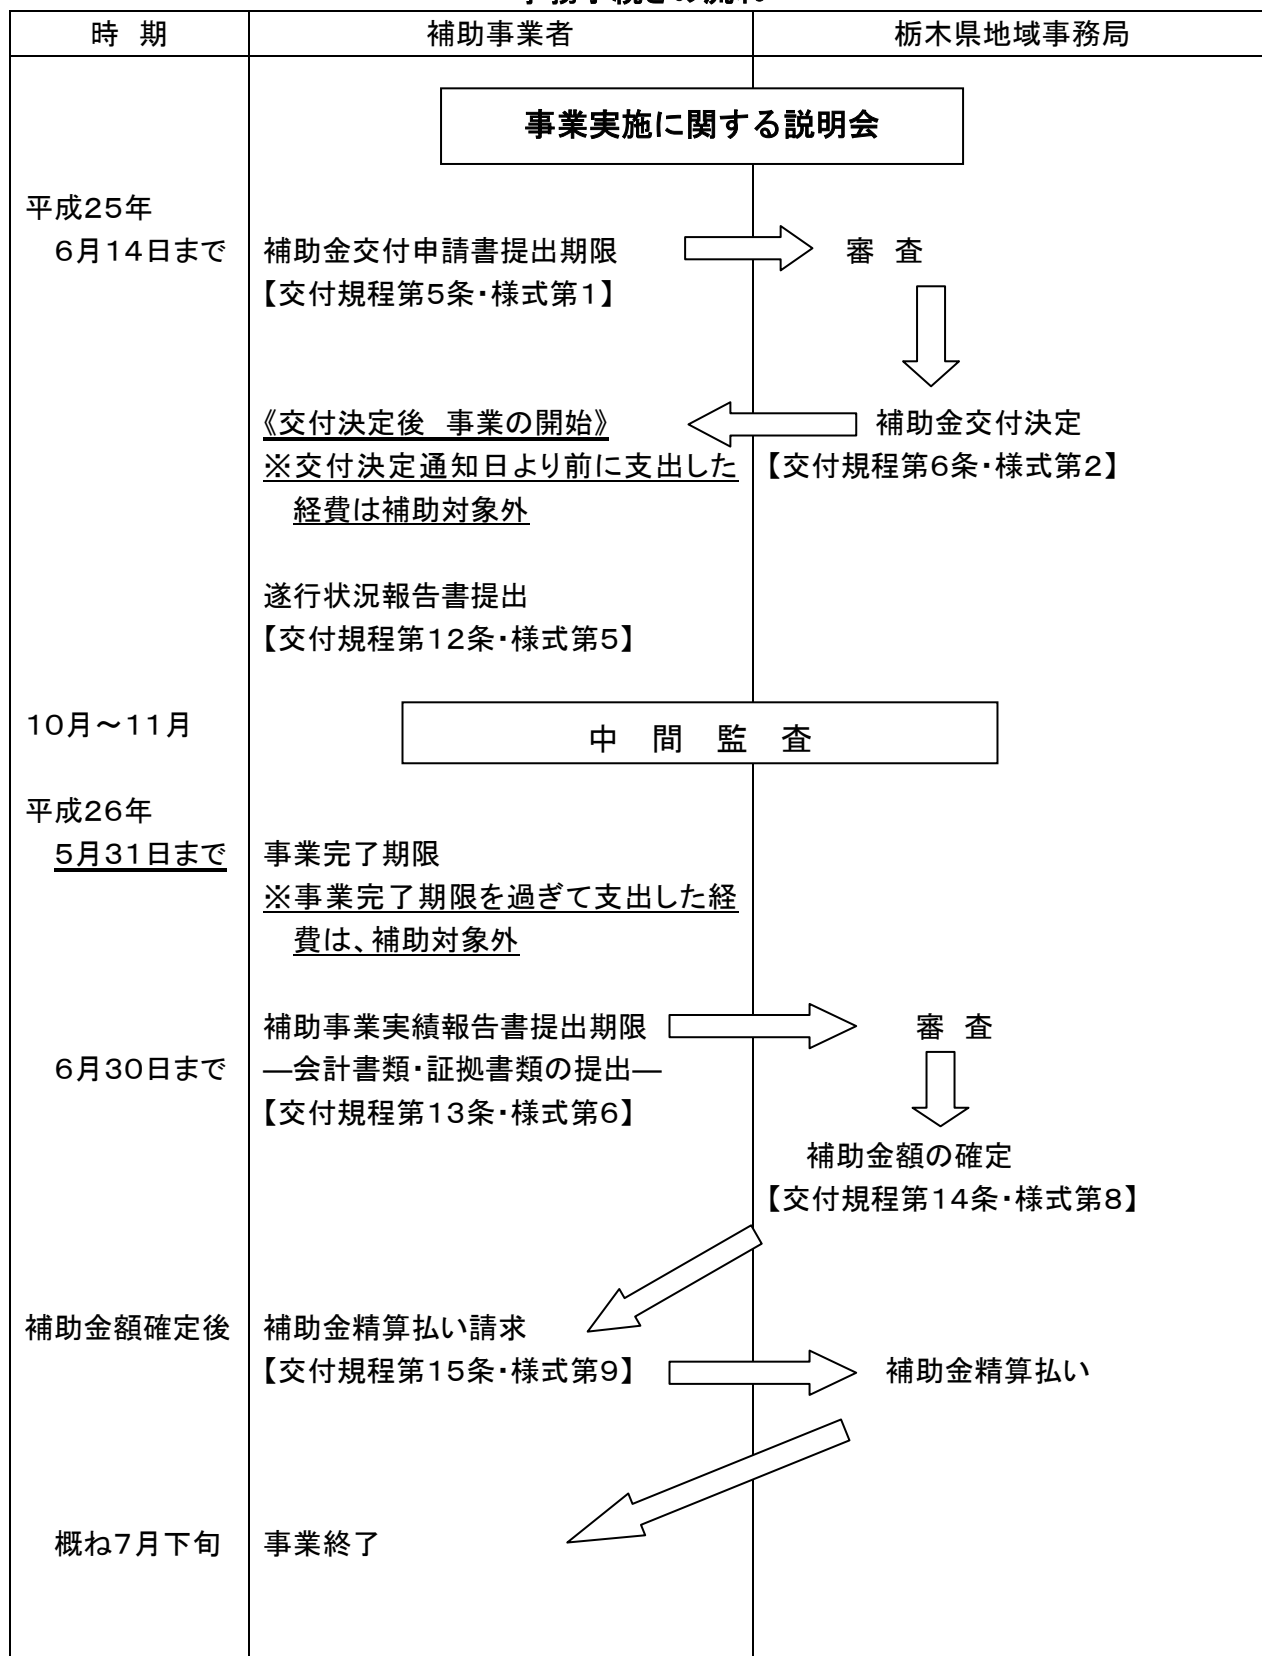 時 期 補助事業者 栃木県地域事務局
事業実施に関する説明会
平成25年
6月14日まで 補助金交付申請書提出期限 審 査
【交付規程第5条・様式第1】
《交付決定後 事業の開始》 補助金交付決定
※交付決定通知日より前に支出した 【交付規程第6条・様式第2】
経費は補助対象外
遂行状況報告書提出
【交付規程第12条・様式第5】
10月～11月 中 間 監 査
平成26年
5月31日まで 事業完了期限
※事業完了期限を過ぎて支出した経
費は、補助対象外
補助事業実績報告書提出期限 審 査
6月30日まで ―会計書類・証拠書類の提出―
【交付規程第13条・様式第6】
補助金額の確定
【交付規程第14条・様式第8】
補助金額確定後 補助金精算払い請求
【交付規程第15条・様式第9】 補助金精算払い
概ね7月下旬 事業終了